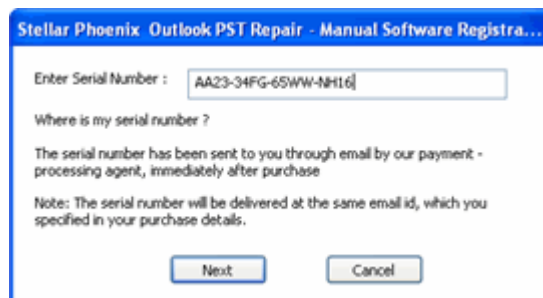 Stellar Phoenix Outlook PST Repair - Manual Software Registra...
Enter Serial Number : AA23-34FG-65WW-NH16
Where is my serial number ?
The serial number has been sent to you through email by our payment -
processing agent, immediately after purchase
Note: The serial number will be delivered at the same email id, which you
specified in your purchase details.
Next Cancel